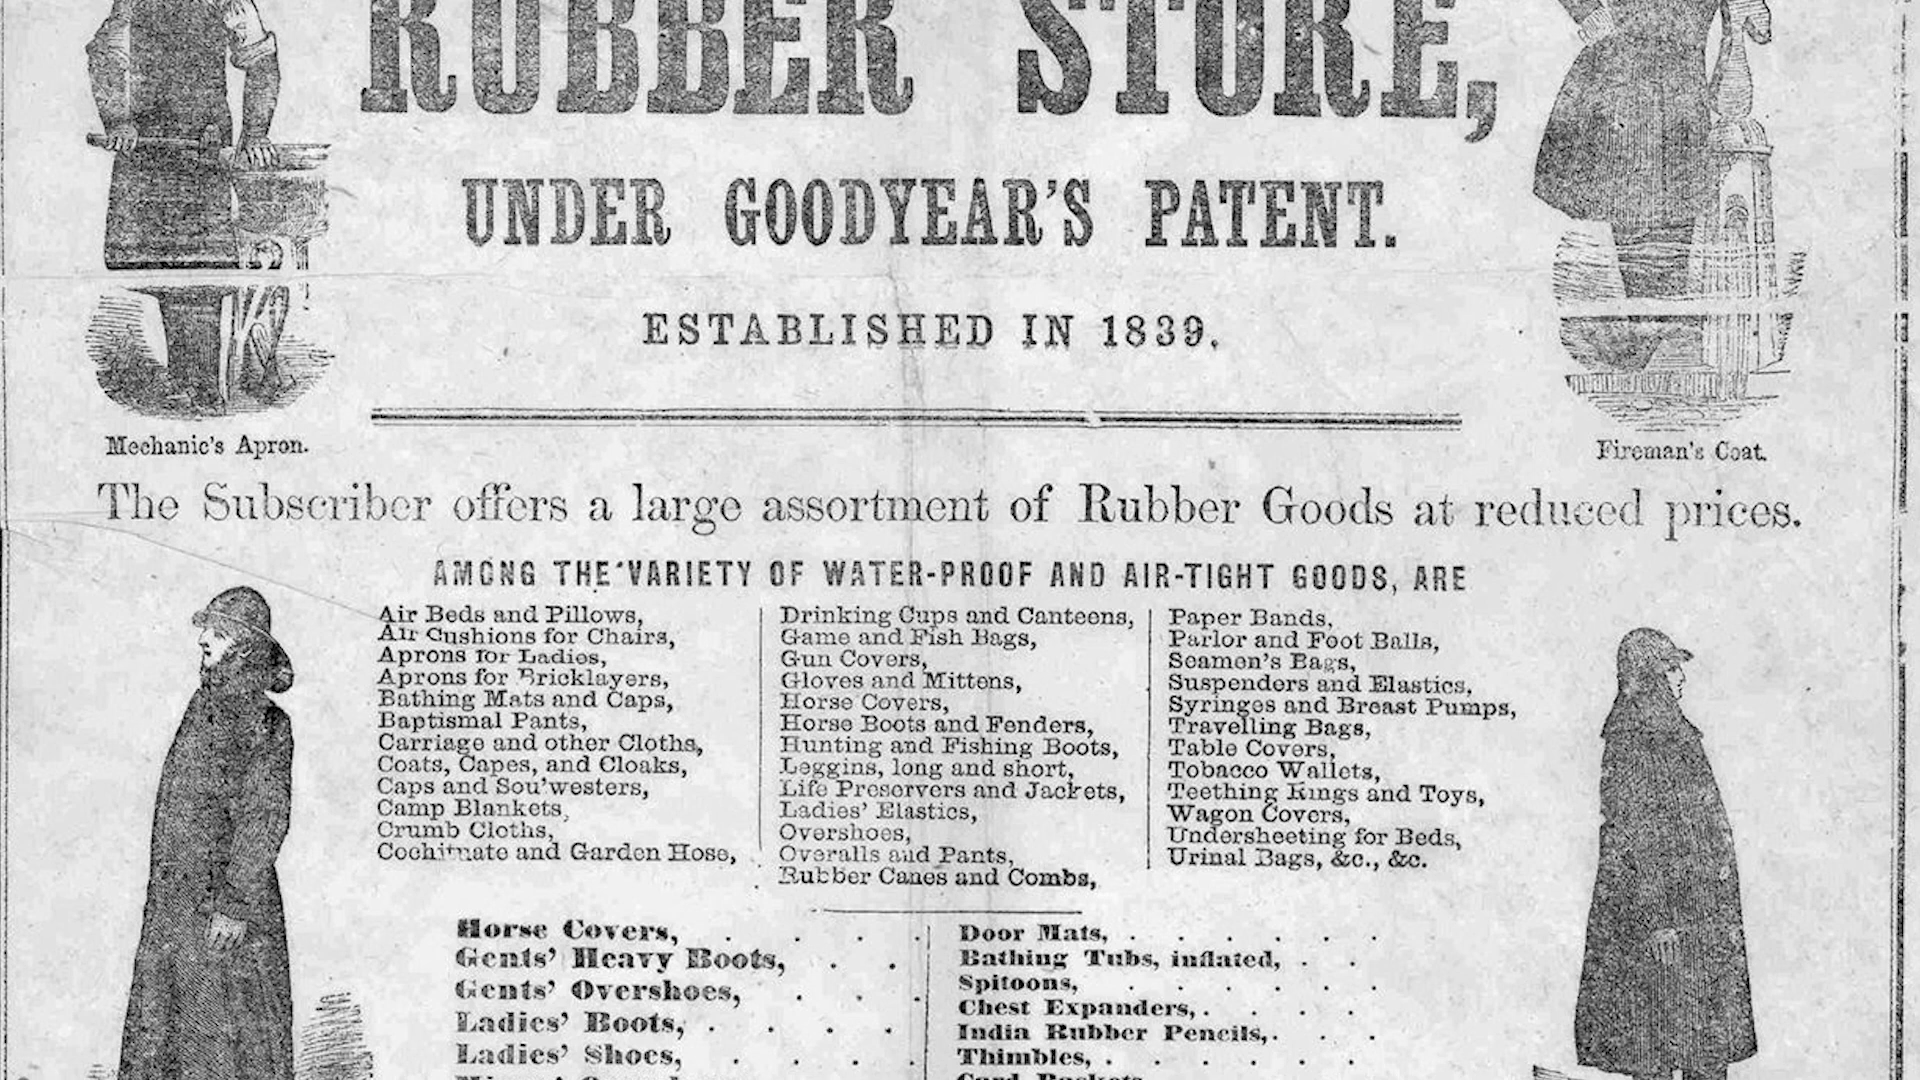 RUBBER STORE,
UNDER GOODYEAR'S PATENT.
ESTABLISHED IN 1839.
Mechanic's Apron.
Fireman's Coat.
The Subscriber offers a large assortment of Rubber Goods at reduced prices.
AMONG THE VARIETY OF WATER-PROOF AND AIR-TIGHT GOODS, ARE
Air Beds and Pillows,
Air Cushions for Chairs,
Aprons for Ladies,
Aprons for Bricklayers,
Bathing Mats and Caps,
Baptismal Pants,
Carriage and other Cloths,
Coats, Capes, and Cloaks,
Caps and Sou'westers,
Camp Blankets,
Crumb Cloths,
Cochituate and Garden Hose,
Drinking Cups and Canteens,
Game and Fish Bags,
Gun Covers,
Gloves and Mittens,
Horse Covers,
Horse Boots and Fenders,
Hunting and Fishing Boots,
Leggins, long and short,
Life Preservers and Jackets,
Ladies' Elastics,
Overshoes,
Overalls and Pants,
Rubber Canes and Combs,
Paper Bands,
Parlor and Foot Balls,
Seamen's Bags,
Suspenders and Elastics,
Syringes and Breast Pumps,
Travelling Bags,
Table Covers,
Tobacco Wallets,
Teething Rings and Toys,
Wagon Covers,
Undersheeting for Beds,
Urinal Bags, &c., &c.
Horse Covers, . . . .
Gents' Heavy Boots, . .
Gents' Overshoes, . . .
Ladies' Boots, . . . .
Ladies' Shoes, . . . .
Door Mats, . . . . . .
Bathing Tubs, inflated, . .
Spitoons, . . . . .
Chest Expanders, . . . .
India Rubber Pencils, . . .
Thimbles, . . . . . .